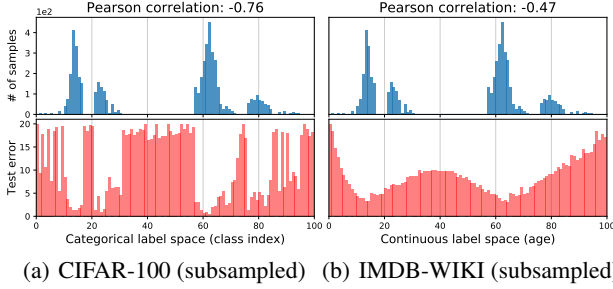 Pearson correlation: -0.76
Pearson correlation: -0.47
1e2
# of samples
4
3
2
1
0
Test error
20
15
10
5
0
0 20 40 60 80 100
0 20 40 60 80 100
Categorical label space (class index)
Continuous label space (age)
(a) CIFAR-100 (subsampled)
(b) IMDB-WIKI (subsampled)